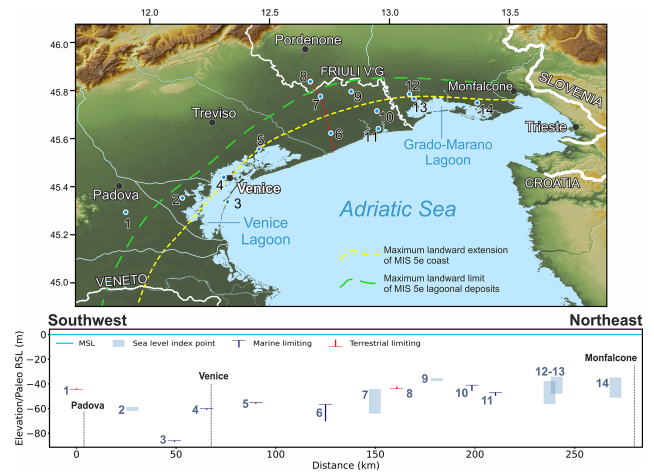 12.0 12.5 13.0 13.5
46.0
45.8
45.6
45.4
45.2
45.0
Pordenone
FRIULI V.G.
Monfalcone
SLOVENIA
Treviso
Trieste
Grado-Marano
Lagoon
CROATIA
Padova
Venice
Adriatic Sea
Venice
Lagoon
VENETO
8
7
9
12
13
14
10
11
6
5
4
3
2
1
Maximum landward extension
of MIS 5e coast
Maximum landward limit
of MIS 5e lagoonal deposits
Southwest Northeast
Elevation/Paleo RSL (m)
0
−20
−40
−60
−80
MSL Sea level index point Marine limiting Terrestrial limiting
Monfalcone
Venice
Padova
1
2
3
4
5
6
7
8
9
10
11
12-13
14
0 50 100 150 200 250
Distance (km)